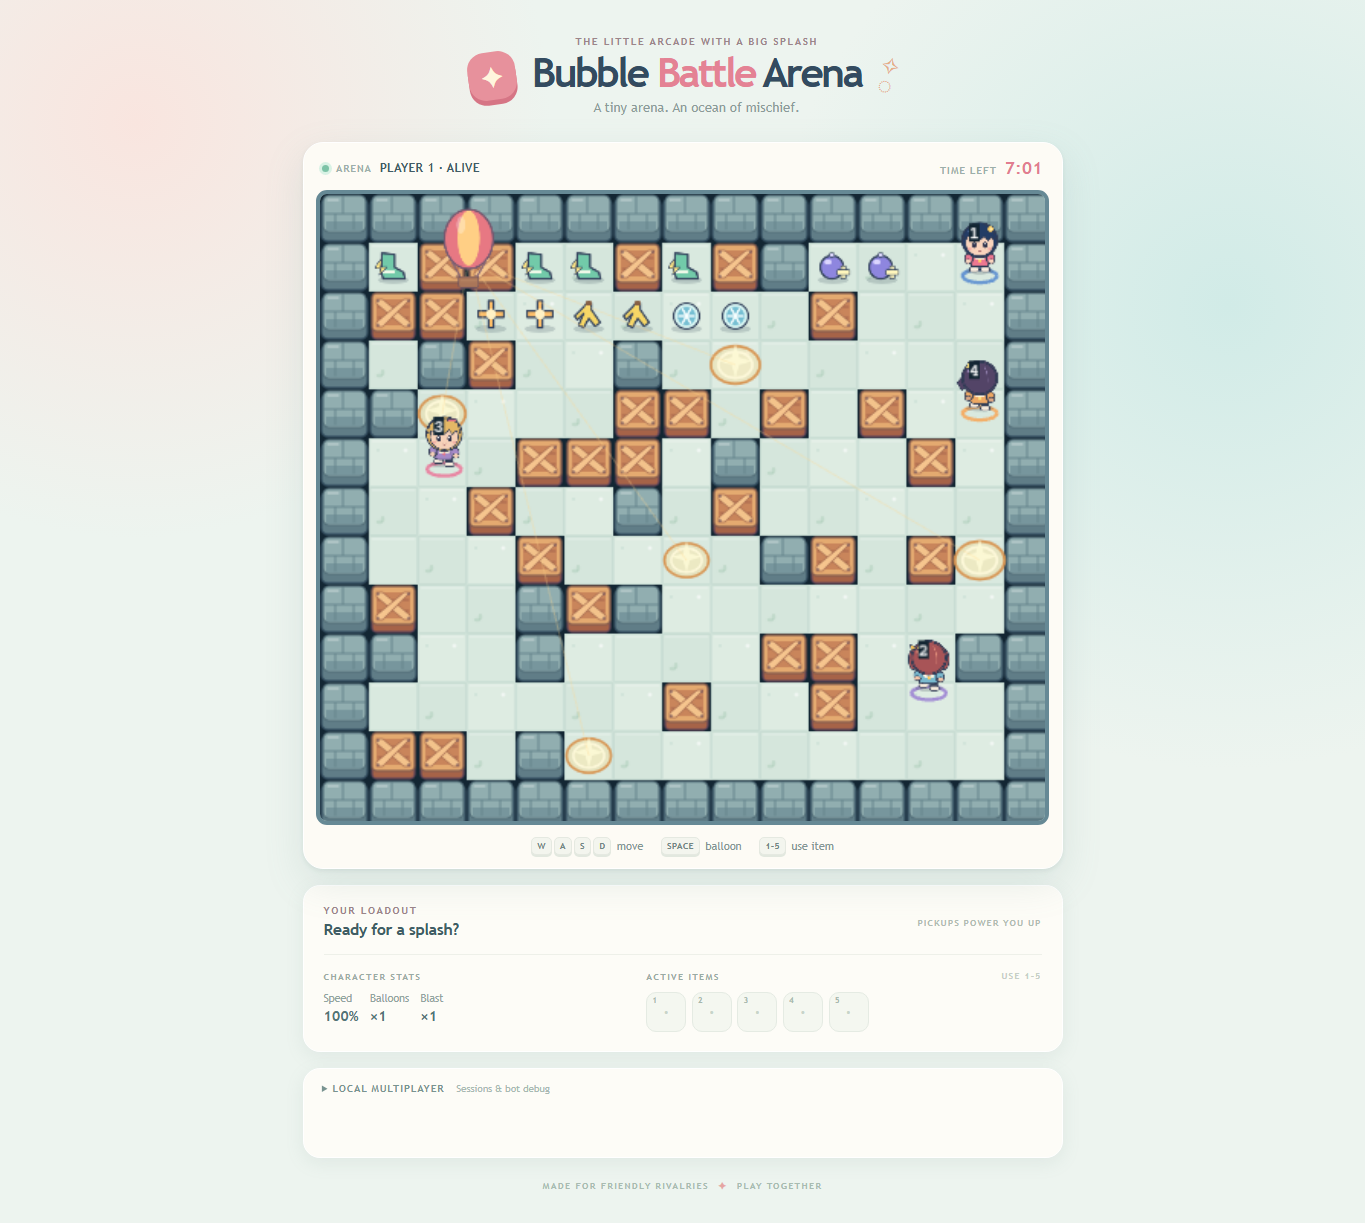 THE LITTLE ARCADE WITH A BIG SPLASH
Bubble Battle Arena
A tiny arena. An ocean of mischief.
ARENA PLAYER 1 · ALIVE
TIME LEFT 7:01
1
4
3
2
W A S D move SPACE balloon 1-5 use item
YOUR LOADOUT
Ready for a splash?
PICKUPS POWER YOU UP
CHARACTER STATS
Speed Balloons Blast
100% ×1 ×1
ACTIVE ITEMS
USE 1-5
1 2 3 4 5
LOCAL MULTIPLAYER Sessions & bot debug
MADE FOR FRIENDLY RIVALRIES ✦ PLAY TOGETHER